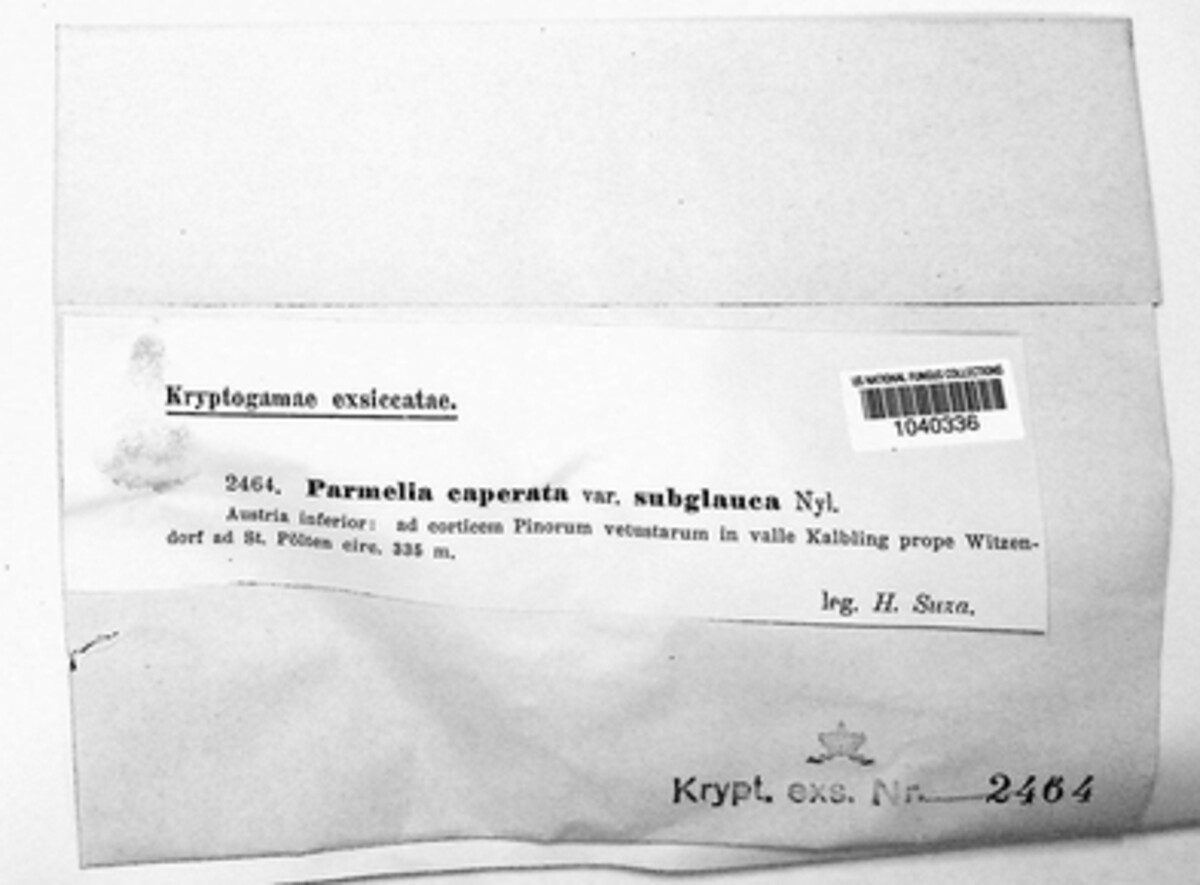 Kryptogamae exsiccatae.
US NATIONAL FUNGUS COLLECTIONS
1040336
2464. Parmelia caperata var. subglauca Nyl.
Austria inferior: ad corticem Pinorum vetustarum in valle Kalbling prope Witzen-
dorf ad St. Pölten circ. 335 m.
leg. H. Suza.
Krypt. exs. Nr. 2464